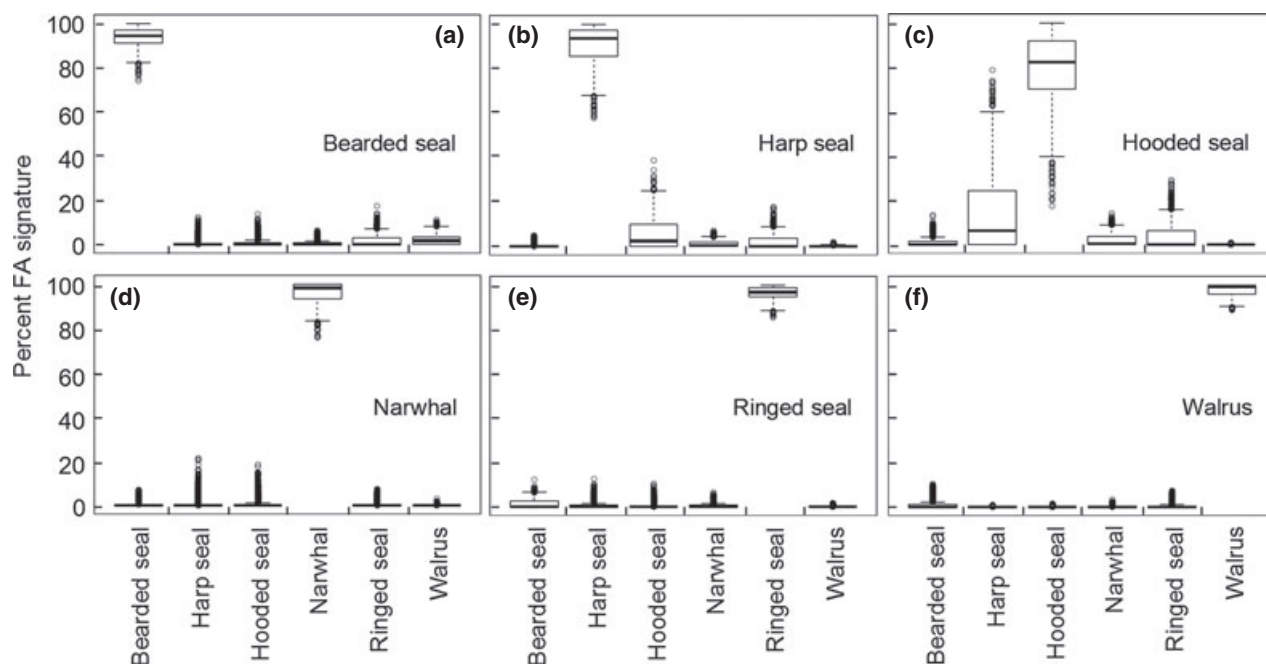 Percent FA signature
100
80
60
40
20
0
(a)
Bearded seal
(b)
Harp seal
(c)
Hooded seal
100
80
60
40
20
0
(d)
Narwhal
(e)
Ringed seal
(f)
Walrus
Bearded seal
Harp seal
Hooded seal
Narwhal
Ringed seal
Walrus
Bearded seal
Harp seal
Hooded seal
Narwhal
Ringed seal
Walrus
Bearded seal
Harp seal
Hooded seal
Narwhal
Ringed seal
Walrus